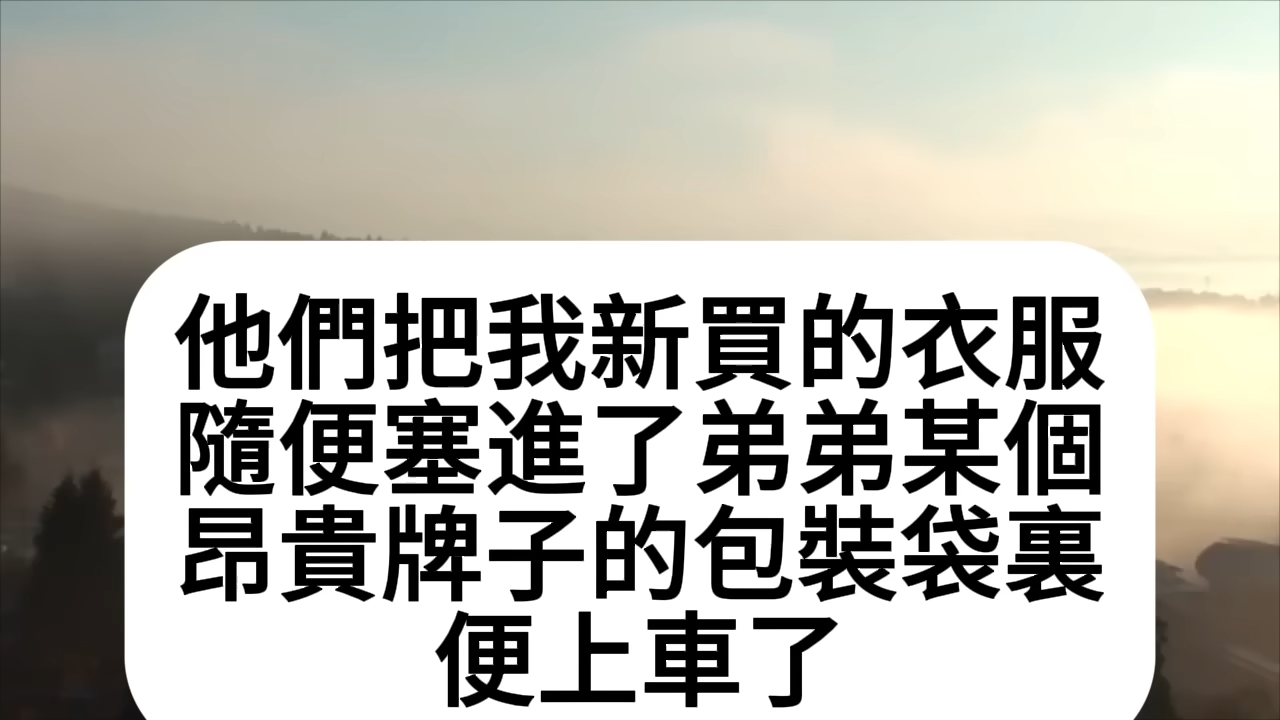 他們把我新買的衣服
隨便塞進了弟弟某個
昂貴牌子的包裝袋裏
便上車了